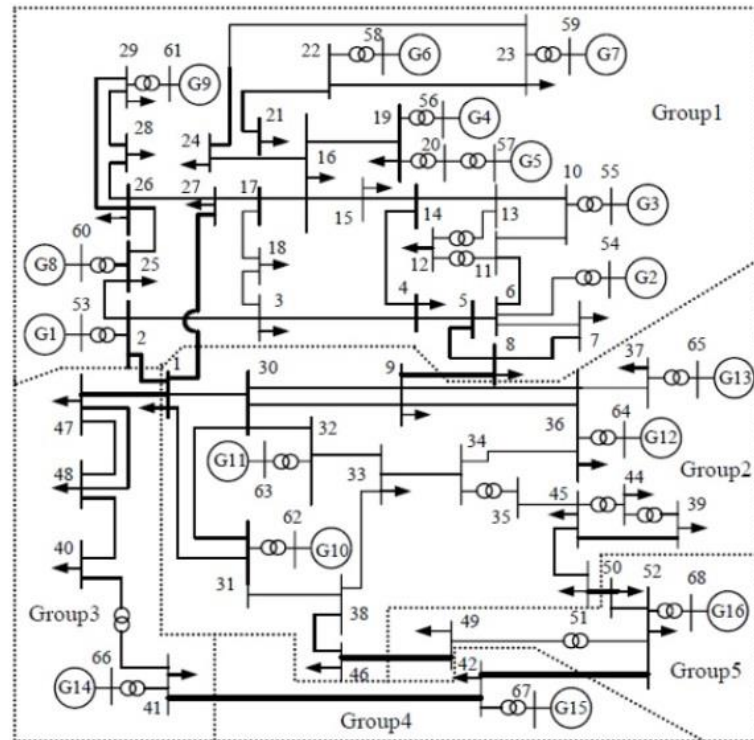 29 61 G9 28 26 24 27 21 22 58 G6 23 59 G7
Group1
19 56 G4 20 57 G5 16 17 15 14 13 10 55 G3
60 G8 25 18 12 11 54 G2
53 G1 2 3 4 5 6 7 8
1 30 9 37 65 G13
47 32 36 64 G12
Group2
48 G11 63 33 34 45 44 39
62 G10 35
40 31 38 50 52 68 G16
Group3
49 51
66 G14 46 42
Group5
41 67 G15
Group4